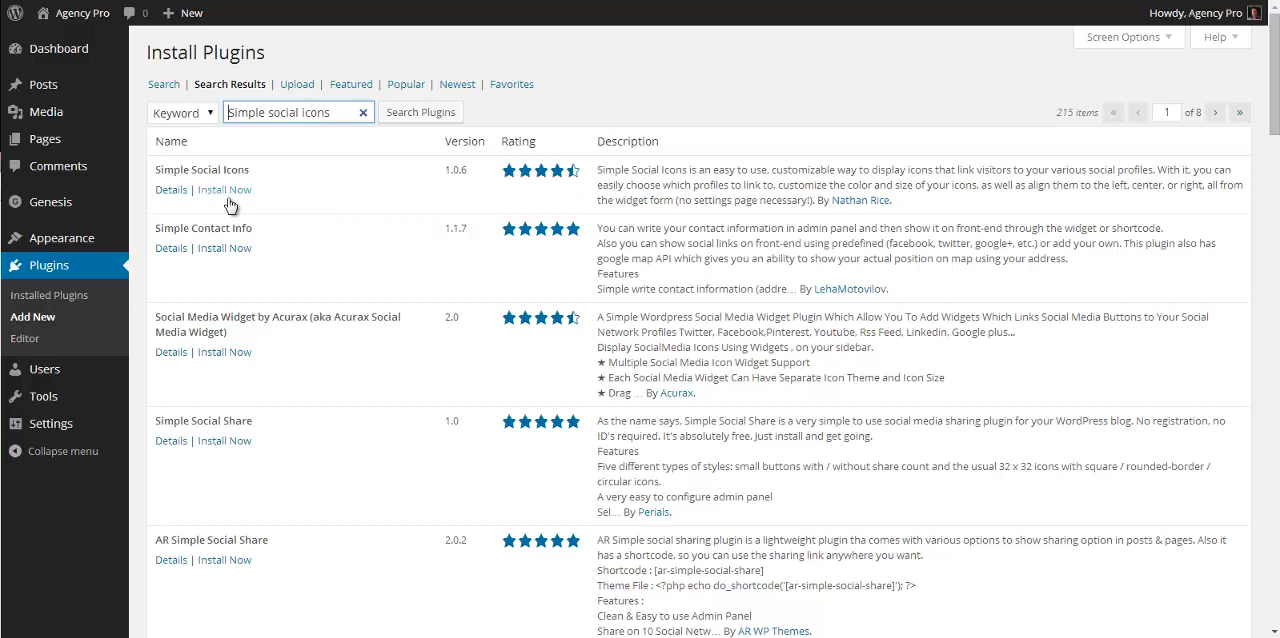 Agency Pro 0 New Howdy, Agency Pro
Screen Options Help
Install Plugins
Search | Search Results | Upload | Featured | Popular | Newest | Favorites
Keyword Simple social icons Search Plugins 215 items « ‹ 1 of 8 › »
Dashboard
Posts
Media
Pages
Comments
Genesis
Appearance
Plugins
Installed Plugins
Add New
Editor
Users
Tools
Settings
Collapse menu
Name Version Rating Description
Simple Social Icons 1.0.6
Details | Install Now
Simple Social Icons is an easy to use, customizable way to display icons that link visitors to your various social profiles. With it, you can
easily choose which profiles to link to, customize the color and size of your icons, as well as align them to the left, center, or right, all from
the widget form (no settings page necessary!). By Nathan Rice.
Simple Contact Info 1.1.7
Details | Install Now
You can write your contact information in admin panel and then show it on front-end through the widget or shortcode.
Also you can show social links on front-end using predefined (facebook, twitter, google+, etc.) or add your own. This plugin also has
google map API which gives you an ability to show your actual position on map using your address.
Features
Simple write contact information (addre… By LehaMotovilov.
Social Media Widget by Acurax (aka Acurax Social
Media Widget)
2.0
Details | Install Now
A Simple Wordpress Social Media Widget Plugin Which Allow You To Add Widgets Which Links Social Media Buttons to Your Social
Network Profiles Twitter, Facebook,Pinterest, Youtube, Rss Feed, Linkedin, Google plus...
Display SocialMedia Icons Using Widgets , on your sidebar.
★ Multiple Social Media Icon Widget Support
★ Each Social Media Widget Can Have Separate Icon Theme and Icon Size
★ Drag … By Acurax.
Simple Social Share 1.0
Details | Install Now
As the name says, Simple Social Share is a very simple to use social media sharing plugin for your WordPress blog. No registration, no
ID's required. It's absolutely free. Just install and get going.
Features
Five different types of styles: small buttons with / without share count and the usual 32 x 32 icons with square / rounded-border /
circular icons.
A very easy to configure admin panel
Sel… By Perials.
AR Simple Social Share 2.0.2
Details | Install Now
AR Simple social sharing plugin is a lightweight plugin tha comes with various options to show sharing option in posts & pages. Also it
has a shortcode, so you can use the sharing link anywhere you want.
Shortcode : [ar-simple-social-share]
Theme File : <?php echo do_shortcode('[ar-simple-social-share]'); ?>
Features :
Clean & Easy to use Admin Panel
Share on 10 Social Netw… By AR WP Themes.